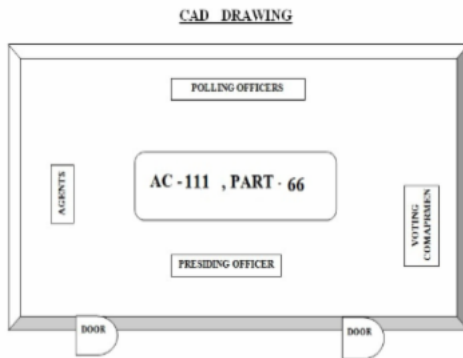 CAD DRAWING
POLLING OFFICERS
AGENTS
AC -111 , PART - 66
VOTING
COMAPRMEN
PRESIDING OFFICER
DOOR
DOOR